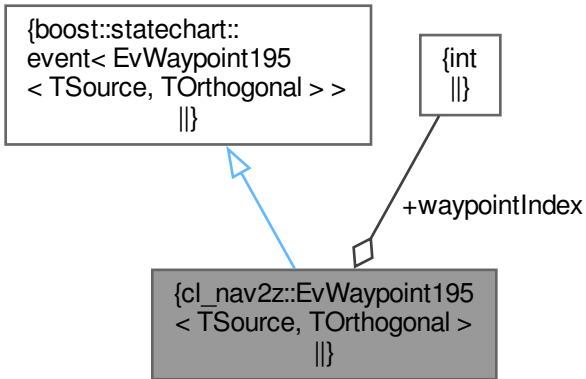 {boost::statechart::
event< EvWaypoint195
< TSource, TOrthogonal > >
||}
{int
||}
+waypointIndex
{cl_nav2z::EvWaypoint195
< TSource, TOrthogonal >
||}